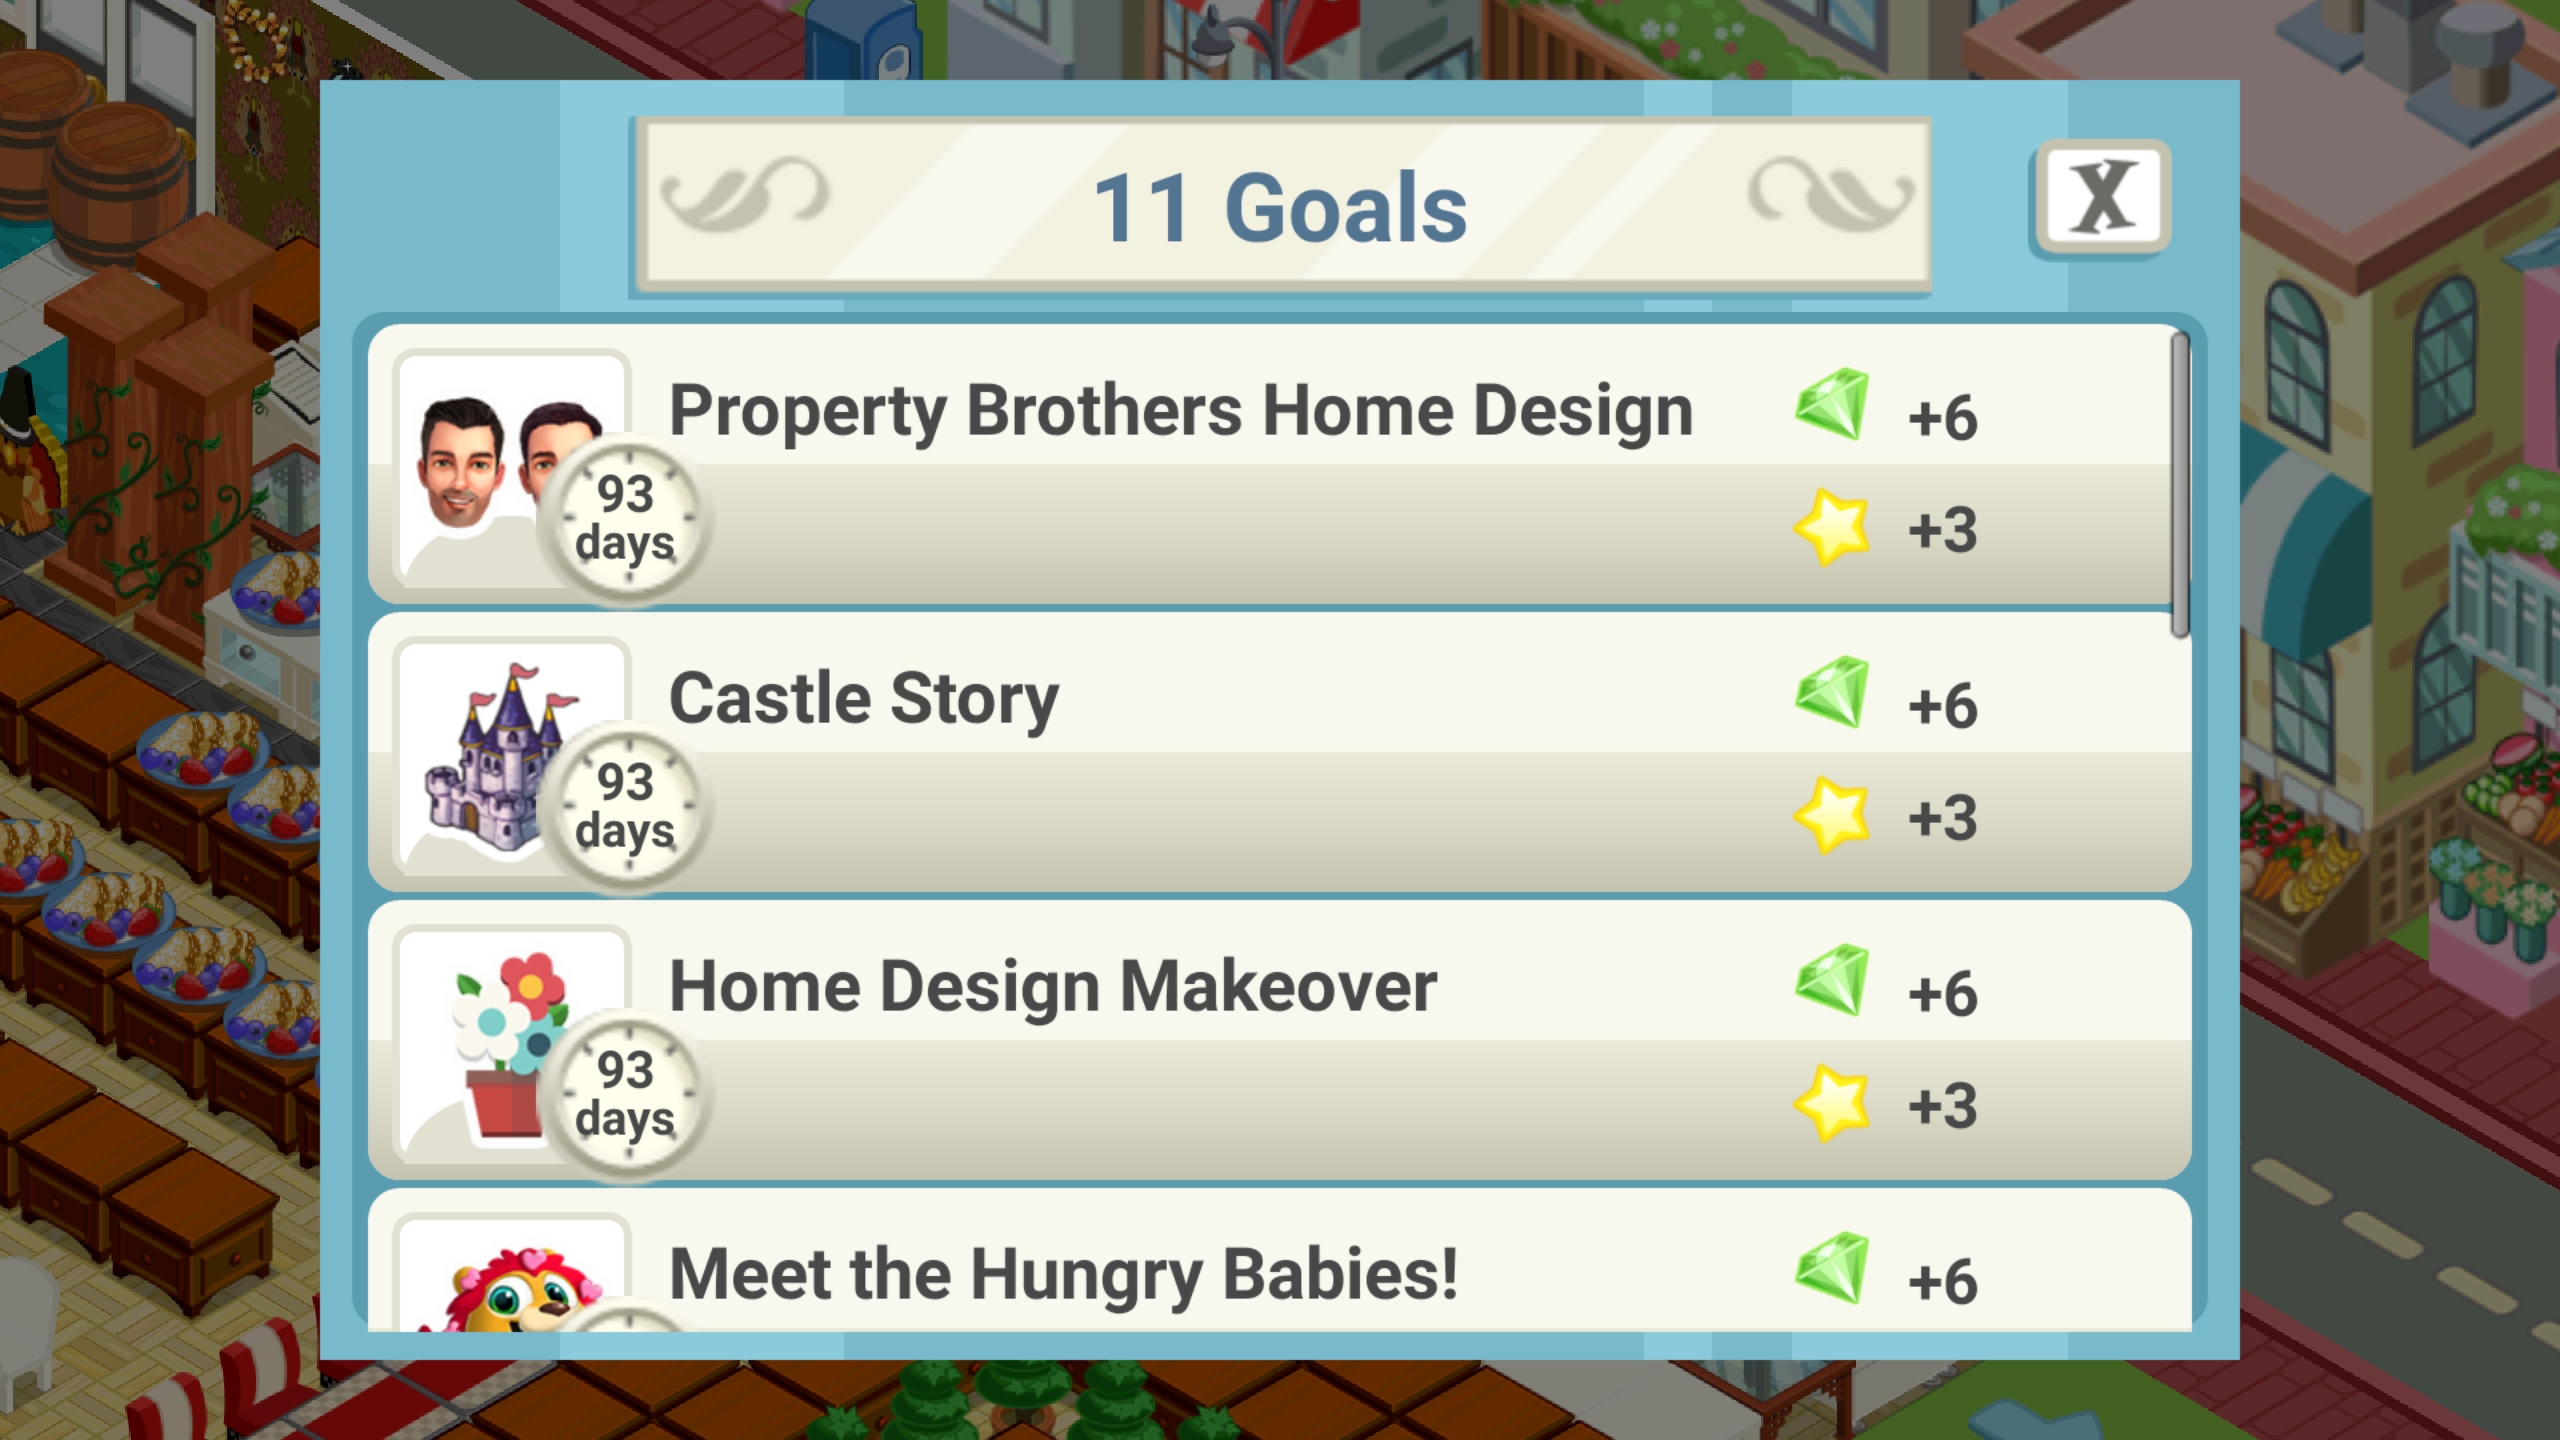 11 Goals
X
Property Brothers Home Design
+6
93
days
+3
Castle Story
+6
93
days
+3
Home Design Makeover
+6
93
days
+3
Meet the Hungry Babies!
+6